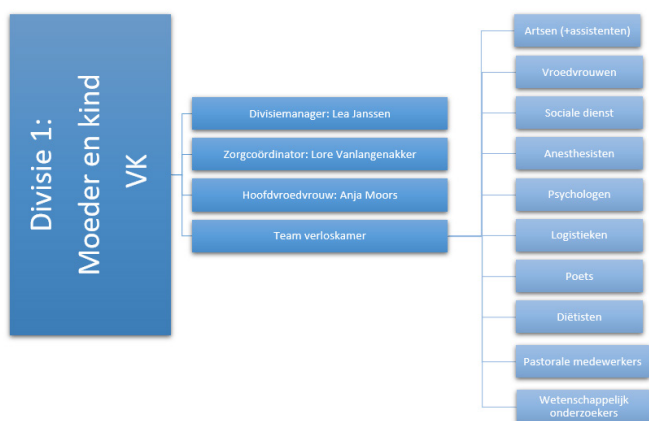 Divisie 1:
Moeder en kind
VK
Divisiemanager: Lea Janssen
Zorgcoördinator: Lore Vanlangenakker
Hoofdvroedvrouw: Anja Moors
Team verloskamer
Artsen (+assistenten)
Vroedvrouwen
Sociale dienst
Anesthesisten
Psychologen
Logistieken
Poets
Diëtisten
Pastorale medewerkers
Wetenschappelijk
onderzoekers